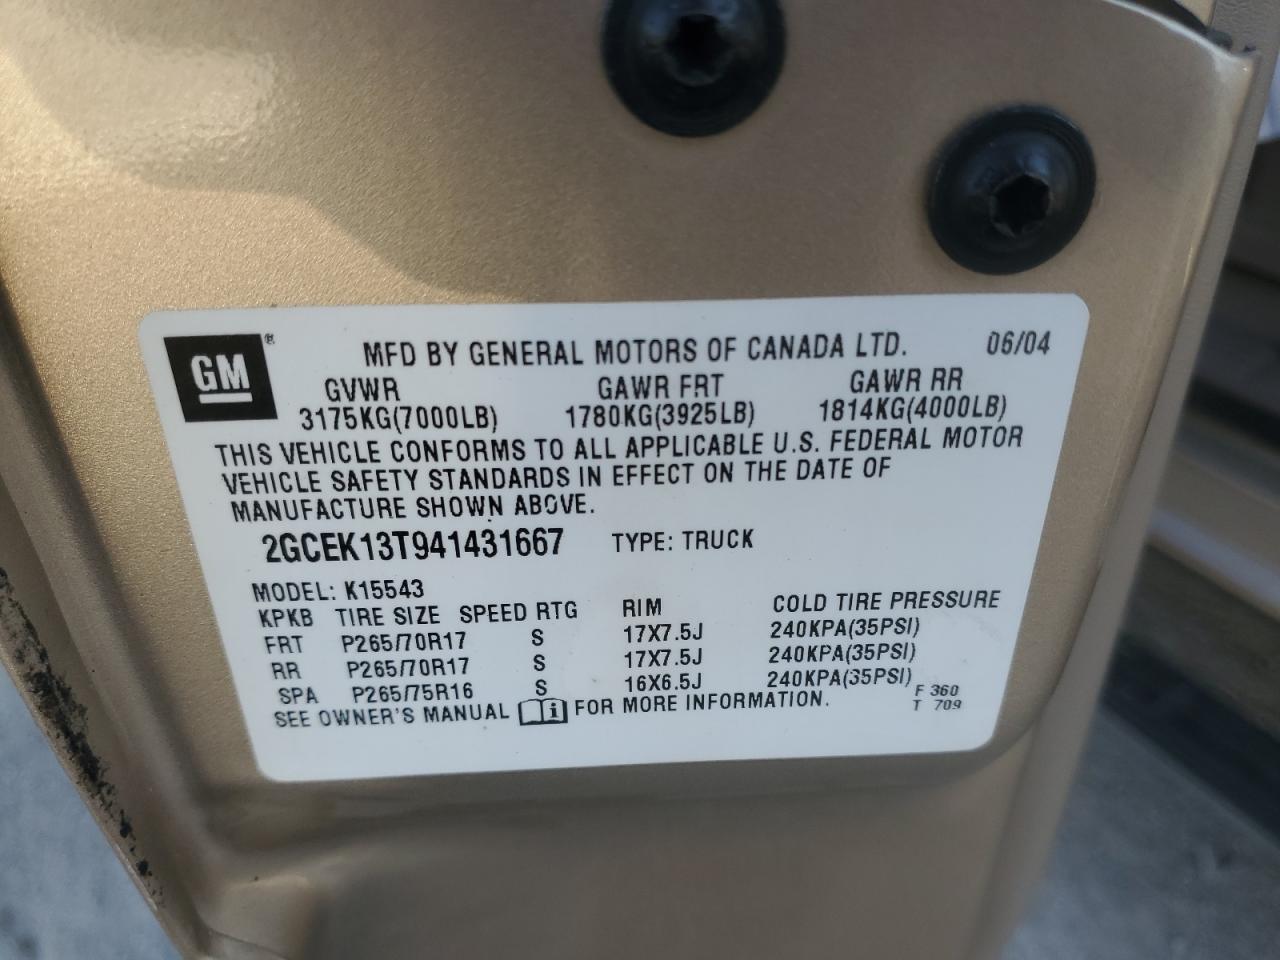 GM®
MFD BY GENERAL MOTORS OF CANADA LTD. 06/04
GVWR GAWR FRT GAWR RR
3175KG(7000LB) 1780KG(3925LB) 1814KG(4000LB)
THIS VEHICLE CONFORMS TO ALL APPLICABLE U.S. FEDERAL MOTOR
VEHICLE SAFETY STANDARDS IN EFFECT ON THE DATE OF
MANUFACTURE SHOWN ABOVE.
2GCEK13T941431667 TYPE: TRUCK
MODEL: K15543
KPKB TIRE SIZE SPEED RTG RIM COLD TIRE PRESSURE
FRT P265/70R17 S 17X7.5J 240KPA(35PSI)
RR P265/70R17 S 17X7.5J 240KPA(35PSI)
SPA P265/75R16 S 16X6.5J 240KPA(35PSI)
SEE OWNER'S MANUAL i FOR MORE INFORMATION.
F 360
T 709